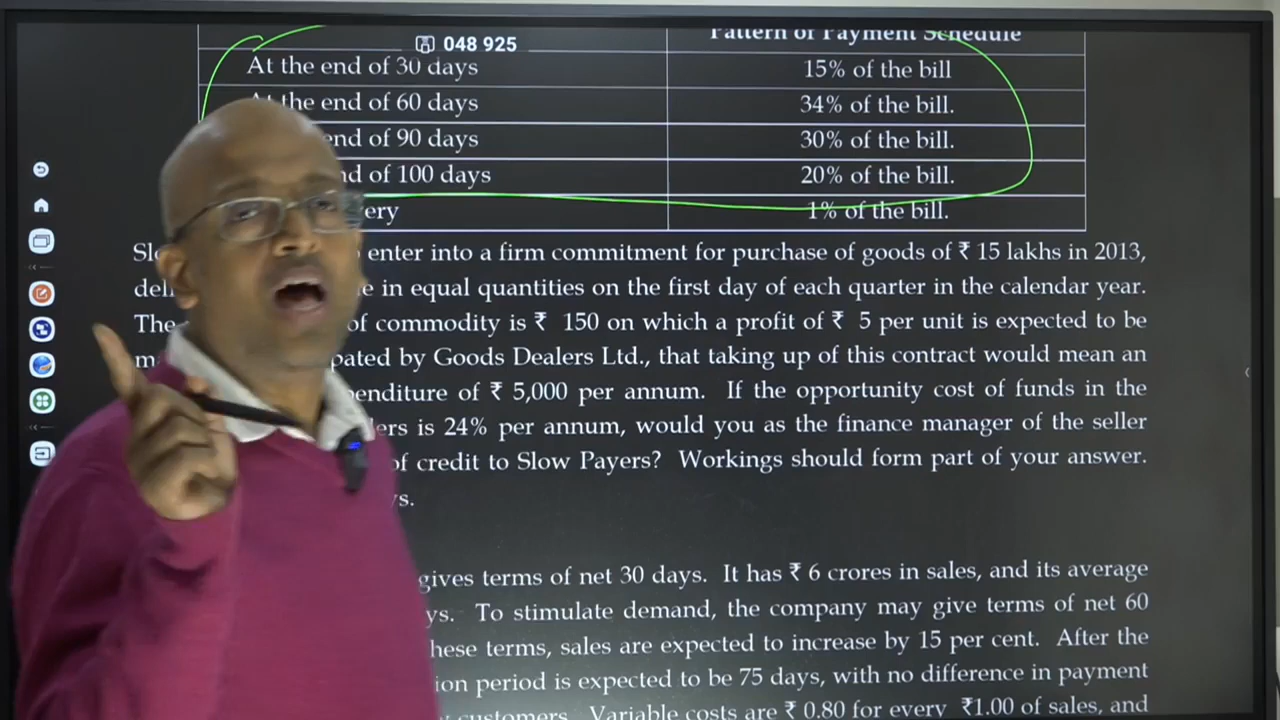 Pattern of Payment Schedule
048 925
At the end of 30 days 15% of the bill
At the end of 60 days 34% of the bill.
end of 90 days 30% of the bill.
of 100 days 20% of the bill.
1% of the bill.
enter into a firm commitment for purchase of goods of ₹ 15 lakhs in 2013,
in equal quantities on the first day of each quarter in the calendar year.
The of commodity is ₹ 150 on which a profit of ₹ 5 per unit is expected to be
by Goods Dealers Ltd., that taking up of this contract would mean an
of ₹ 5,000 per annum. If the opportunity cost of funds in the
is 24% per annum, would you as the finance manager of the seller
of credit to Slow Payers? Workings should form part of your answer.
gives terms of net 30 days. It has ₹ 6 crores in sales, and its average
To stimulate demand, the company may give terms of net 60
these terms, sales are expected to increase by 15 per cent. After the
period is expected to be 75 days, with no difference in payment
customers. Variable costs are ₹ 0.80 for every ₹1.00 of sales, and